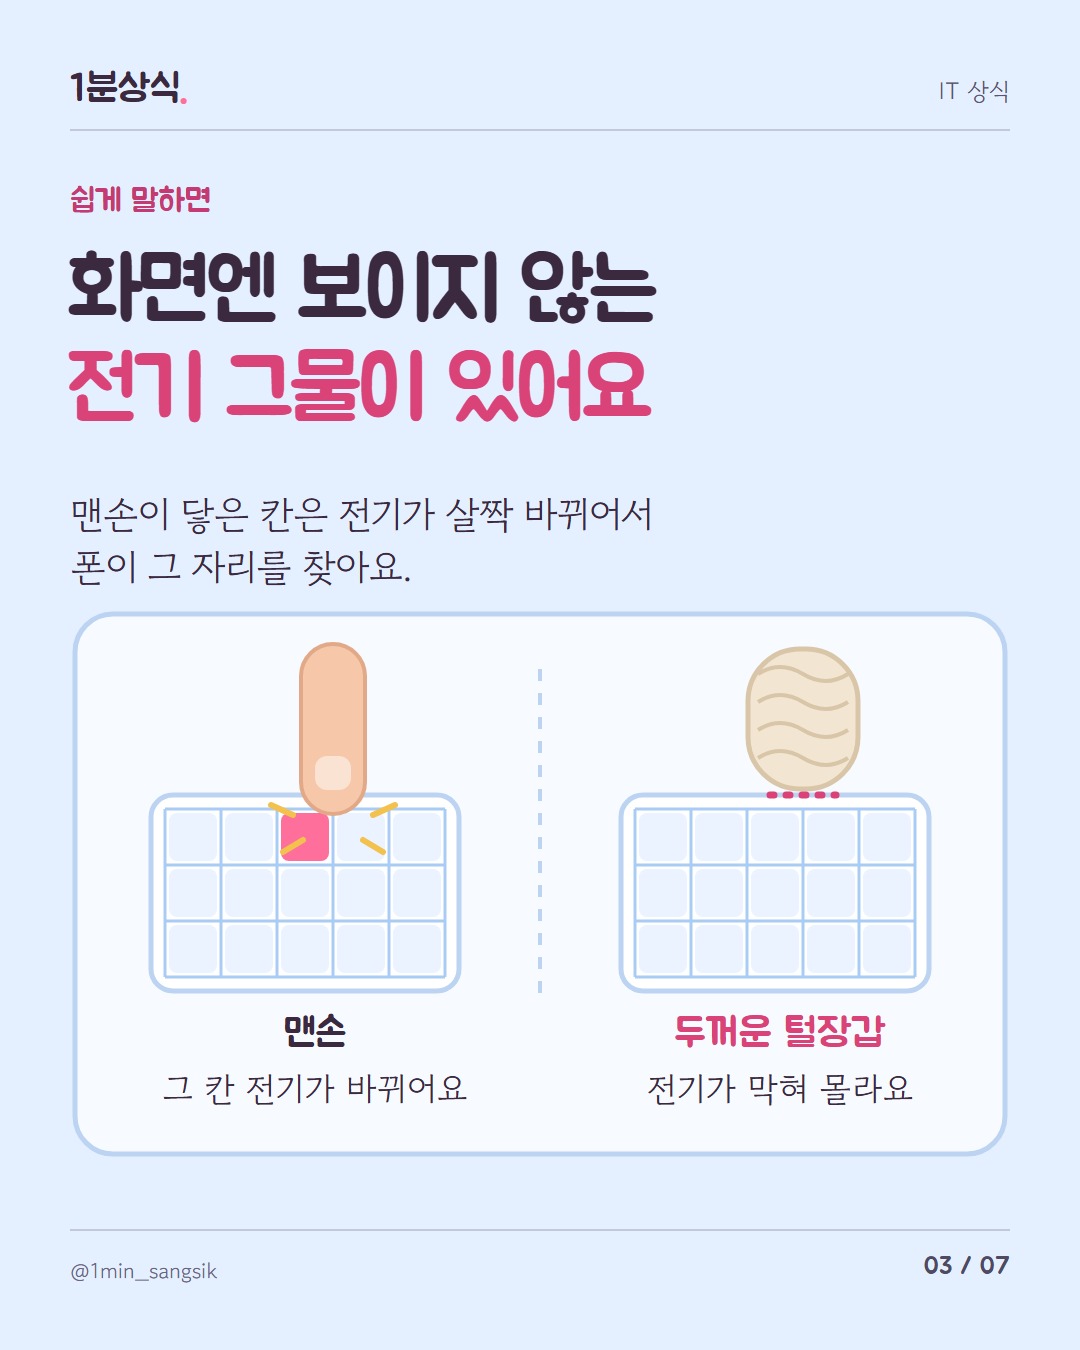 1분상식.
IT 상식
쉽게 말하면
화면엔 보이지 않는
전기 그물이 있어요
맨손이 닿은 칸은 전기가 살짝 바뀌어서
폰이 그 자리를 찾아요.
맨손
그 칸 전기가 바뀌어요
두꺼운 털장갑
전기가 막혀 몰라요
@1min_sangsik
03 / 07